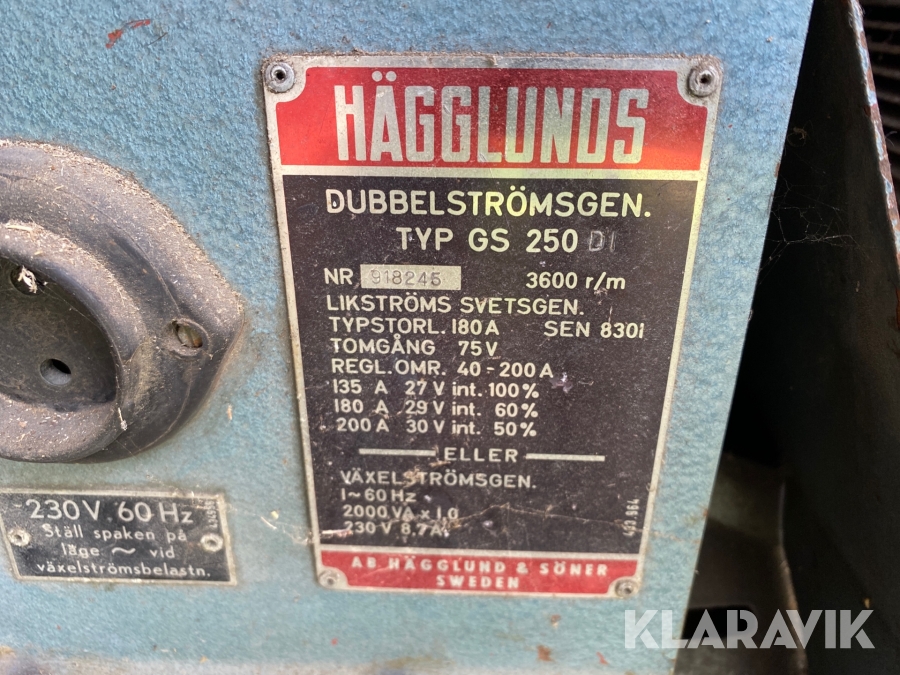 HÄGGLUNDS
DUBBELSTRÖMSGEN.
TYP GS 250 DI
NR 918245 3600 r/m
LIKSTRÖMS SVETSGEN.
TYPSTORL. 180 A SEN 8301
TOMGÅNG 75 V
REGL. OMR. 40 - 200 A
135 A 27 V int. 100 %
180 A 29 V int. 60 %
200 A 30 V int. 50 %
ELLER
VÄXELSTRÖMSGEN.
1~60 Hz
2000 VA x 1,0
230 V 8,7 A
AB HÄGGLUND & SÖNER
SWEDEN
230 V 60 Hz
Ställ spaken på
läge ~ vid
växelströmsbelastn.
KLARAVIK